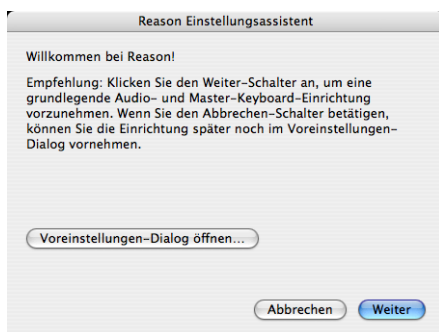 Reason Einstellungsassistent
Willkommen bei Reason!
Empfehlung: Klicken Sie den Weiter-Schalter an, um eine
grundlegende Audio- und Master-Keyboard-Einrichtung
vorzunehmen. Wenn Sie den Abbrechen-Schalter betätigen,
können Sie die Einrichtung später noch im Voreinstellungen-
Dialog vornehmen.
Voreinstellungen-Dialog öffnen...
Abbrechen Weiter